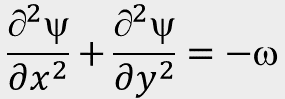 ∂²ψ/∂x² + ∂²ψ/∂y² = −ω